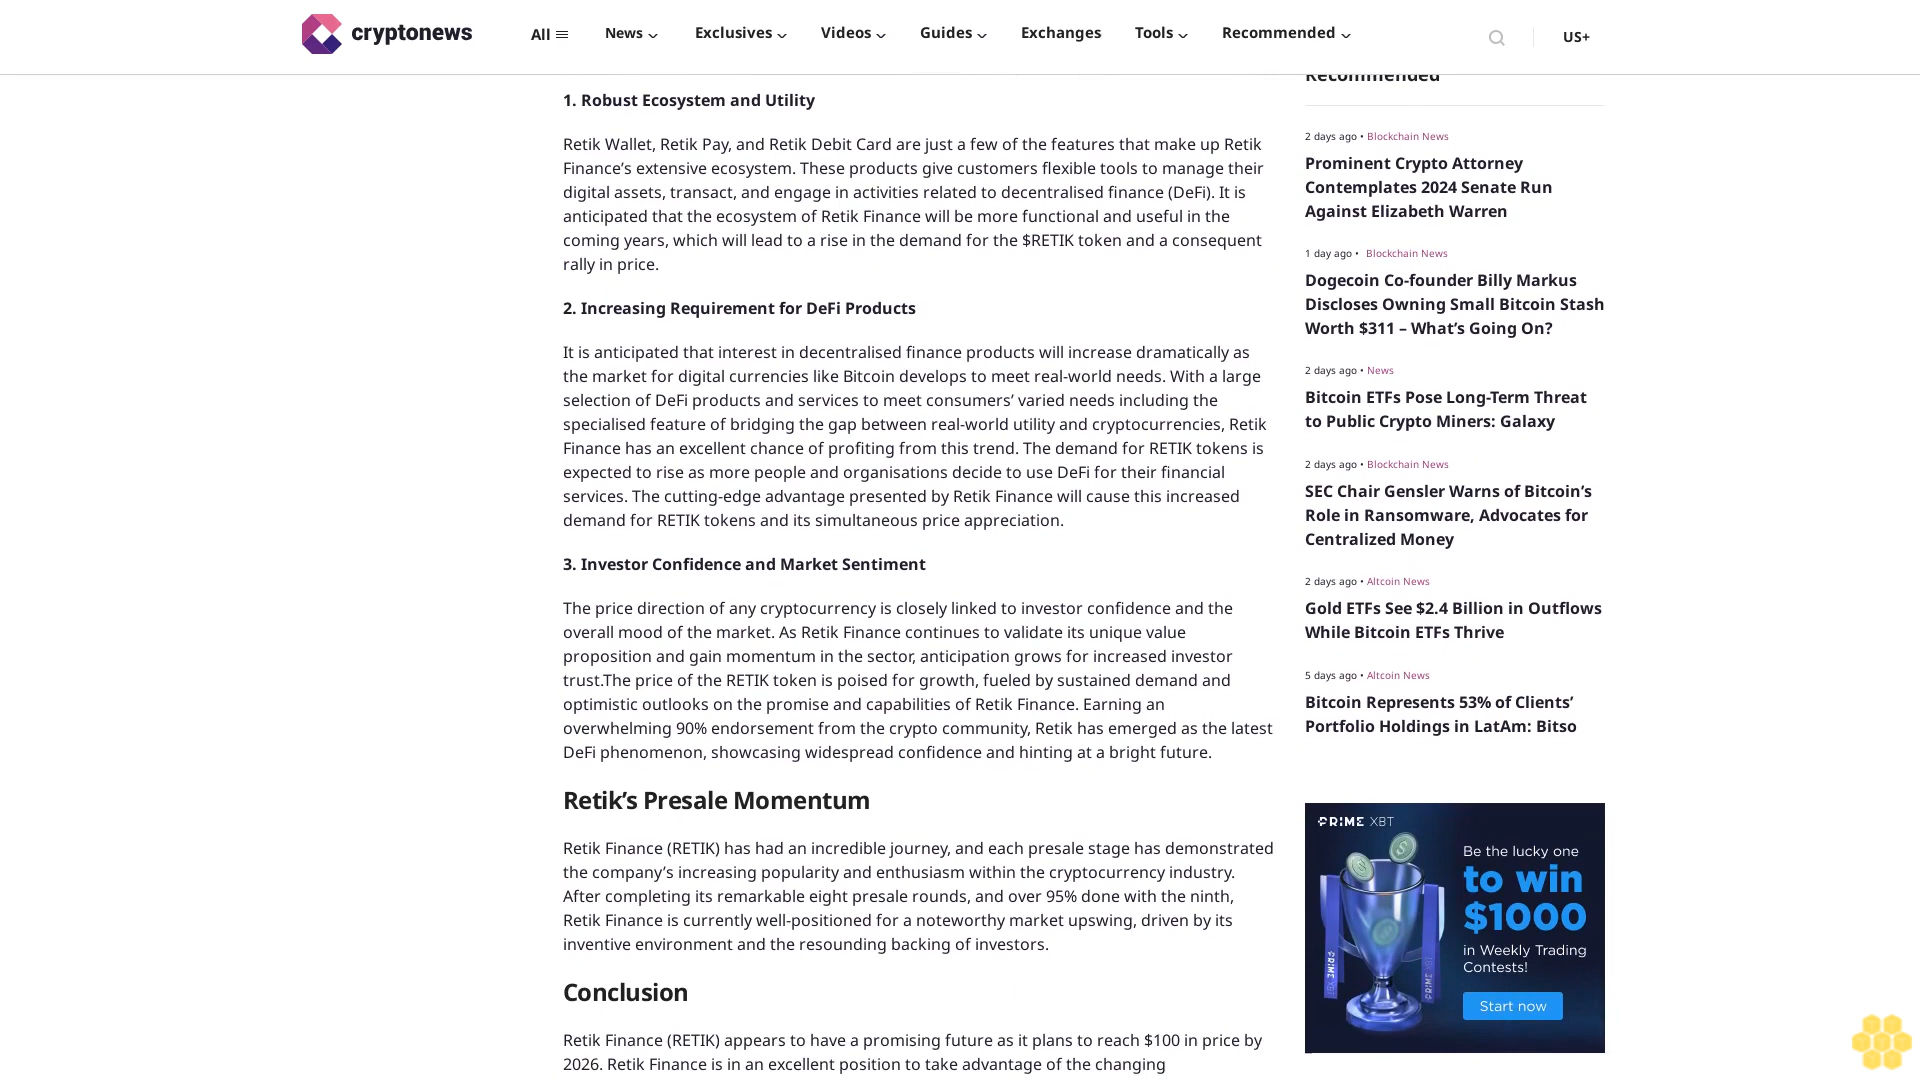 cryptonews
All
News
Exclusives
Videos
Guides
Exchanges
Tools
Recommended
US+
1. Robust Ecosystem and Utility
Retik Wallet, Retik Pay, and Retik Debit Card are just a few of the features that make up Retik
Finance’s extensive ecosystem. These products give customers flexible tools to manage their
digital assets, transact, and engage in activities related to decentralised finance (DeFi). It is
anticipated that the ecosystem of Retik Finance will be more functional and useful in the
coming years, which will lead to a rise in the demand for the $RETIK token and a consequent
rally in price.
2. Increasing Requirement for DeFi Products
It is anticipated that interest in decentralised finance products will increase dramatically as
the market for digital currencies like Bitcoin develops to meet real-world needs. With a large
selection of DeFi products and services to meet consumers’ varied needs including the
specialised feature of bridging the gap between real-world utility and cryptocurrencies, Retik
Finance has an excellent chance of profiting from this trend. The demand for RETIK tokens is
expected to rise as more people and organisations decide to use DeFi for their financial
services. The cutting-edge advantage presented by Retik Finance will cause this increased
demand for RETIK tokens and its simultaneous price appreciation.
3. Investor Confidence and Market Sentiment
The price direction of any cryptocurrency is closely linked to investor confidence and the
overall mood of the market. As Retik Finance continues to validate its unique value
proposition and gain momentum in the sector, anticipation grows for increased investor
trust.The price of the RETIK token is poised for growth, fueled by sustained demand and
optimistic outlooks on the promise and capabilities of Retik Finance. Earning an
overwhelming 90% endorsement from the crypto community, Retik has emerged as the latest
DeFi phenomenon, showcasing widespread confidence and hinting at a bright future.
Retik’s Presale Momentum
Retik Finance (RETIK) has had an incredible journey, and each presale stage has demonstrated
the company’s increasing popularity and enthusiasm within the cryptocurrency industry.
After completing its remarkable eight presale rounds, and over 95% done with the ninth,
Retik Finance is currently well-positioned for a noteworthy market upswing, driven by its
inventive environment and the resounding backing of investors.
Conclusion
Retik Finance (RETIK) appears to have a promising future as it plans to reach $100 in price by
2026. Retik Finance is in an excellent position to take advantage of the changing
Recommended
2 days ago • Blockchain News
Prominent Crypto Attorney
Contemplates 2024 Senate Run
Against Elizabeth Warren
1 day ago • Blockchain News
Dogecoin Co-founder Billy Markus
Discloses Owning Small Bitcoin Stash
Worth $311 – What’s Going On?
2 days ago • News
Bitcoin ETFs Pose Long-Term Threat
to Public Crypto Miners: Galaxy
2 days ago • Blockchain News
SEC Chair Gensler Warns of Bitcoin’s
Role in Ransomware, Advocates for
Centralized Money
2 days ago • Altcoin News
Gold ETFs See $2.4 Billion in Outflows
While Bitcoin ETFs Thrive
5 days ago • Altcoin News
Bitcoin Represents 53% of Clients’
Portfolio Holdings in LatAm: Bitso
PRIME XBT
Be the lucky one
to win
$1000
in Weekly Trading
Contests!
Start now
PRIME XBT
PRIME XBT